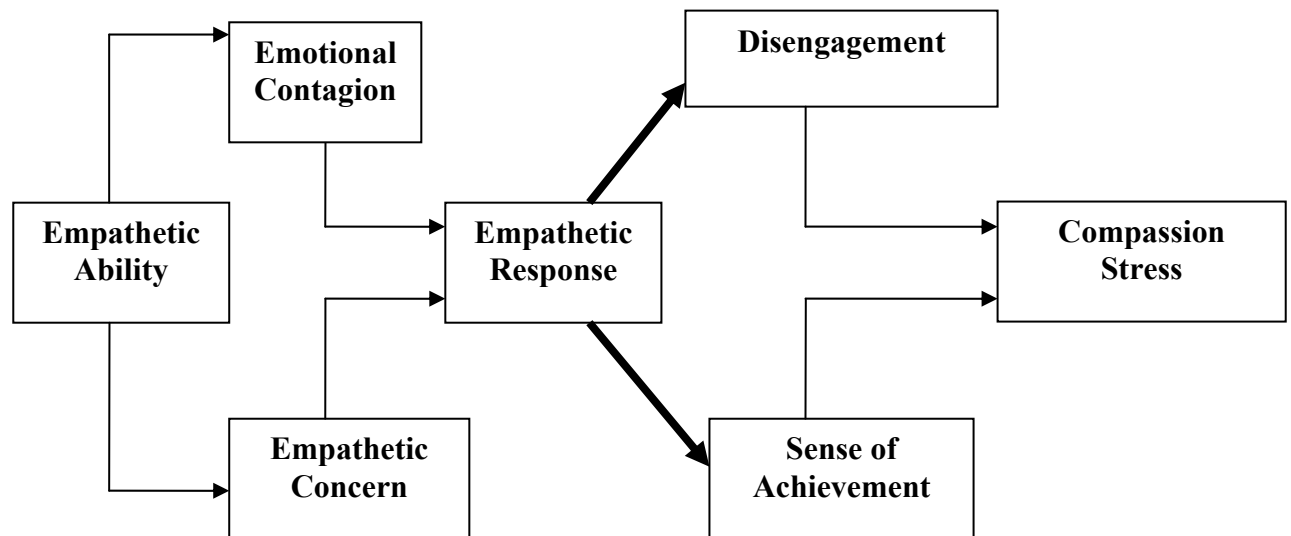 Emotional
Contagion
Disengagement
Empathetic
Ability
Empathetic
Response
Compassion
Stress
Empathetic
Concern
Sense of
Achievement